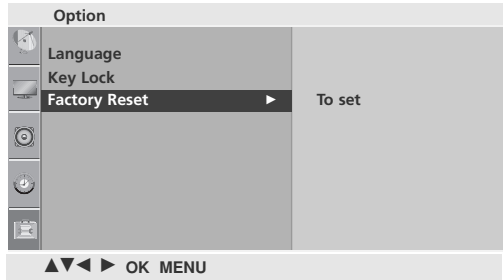 Option
Language
Key Lock
Factory Reset ► To set
▲▼◄ ► OK MENU